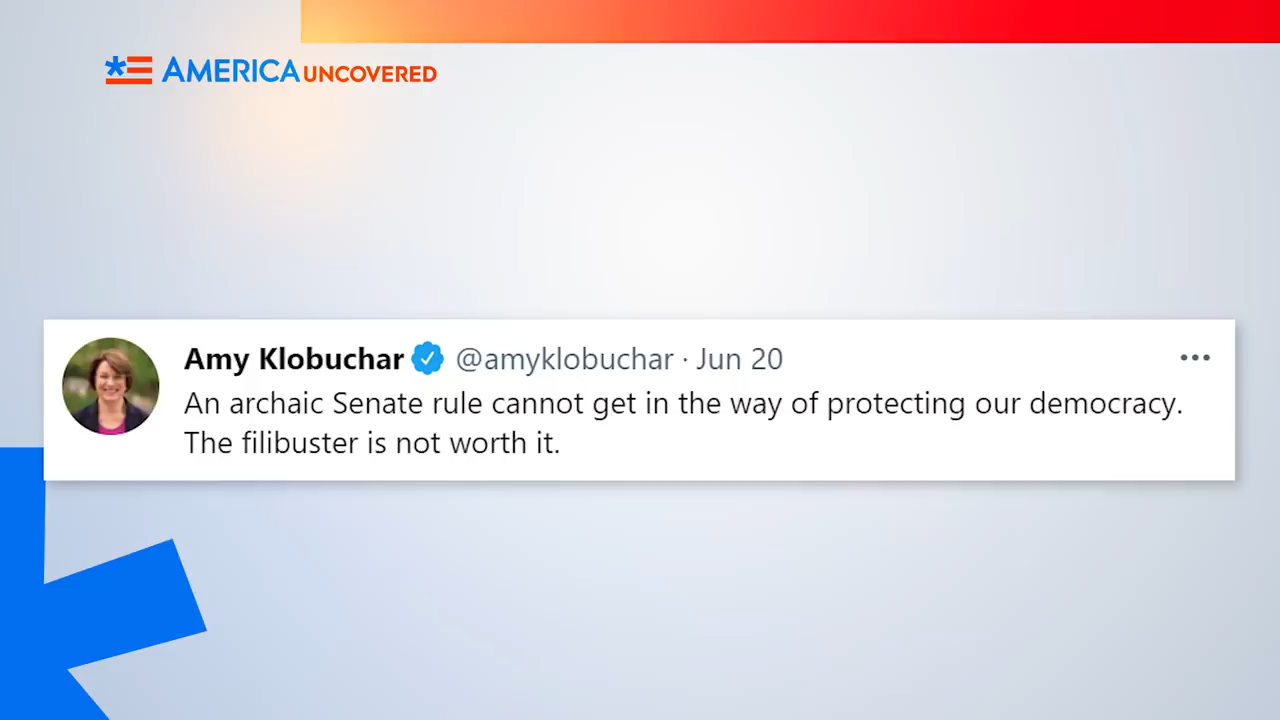 AMERICA UNCOVERED
Amy Klobuchar @amyklobuchar · Jun 20
An archaic Senate rule cannot get in the way of protecting our democracy.
The filibuster is not worth it.